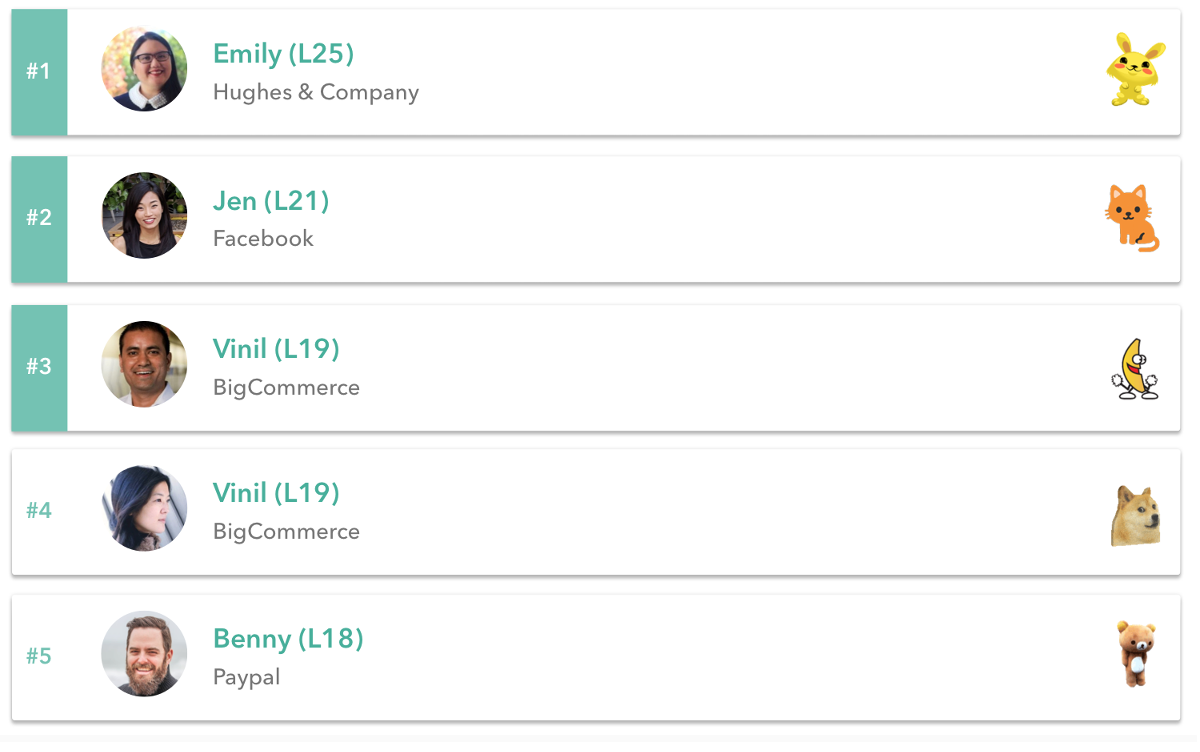 #1
Emily (L25)
Hughes & Company
#2
Jen (L21)
Facebook
#3
Vinil (L19)
BigCommerce
#4
Vinil (L19)
BigCommerce
#5
Benny (L18)
Paypal